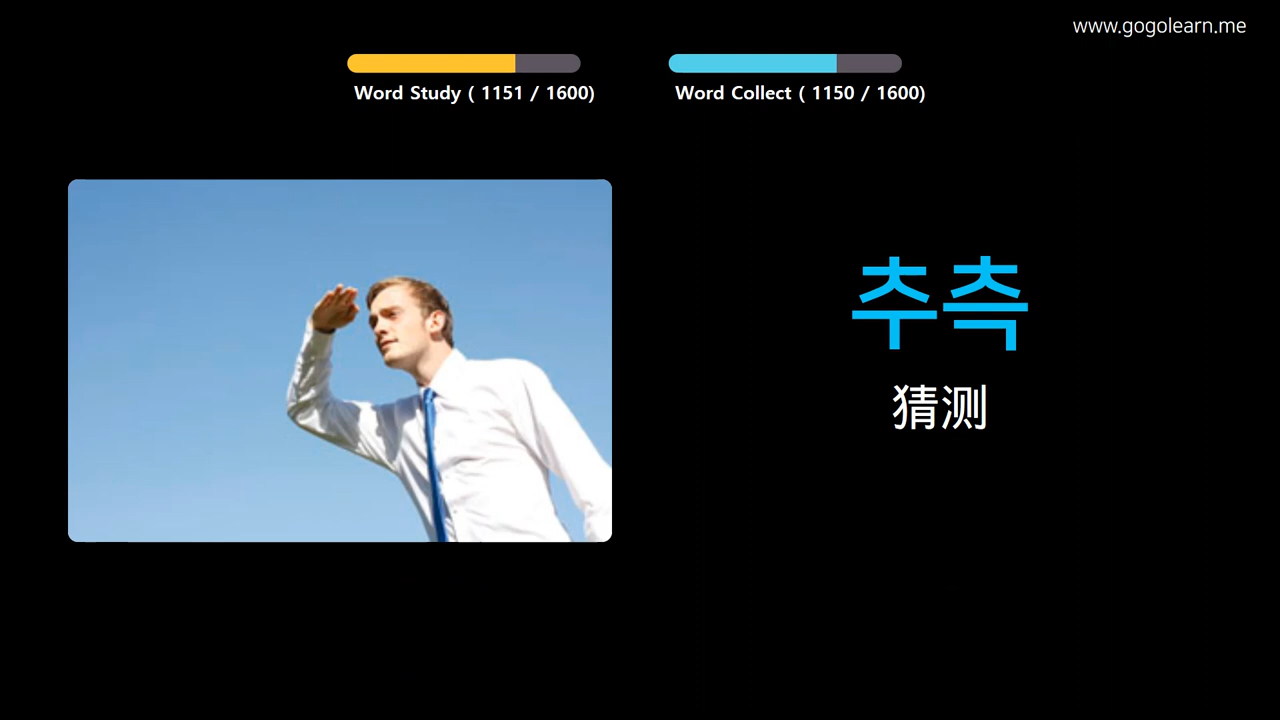 www.gogolearn.me
Word Study ( 1151 / 1600)
Word Collect ( 1150 / 1600)
추측
猜测